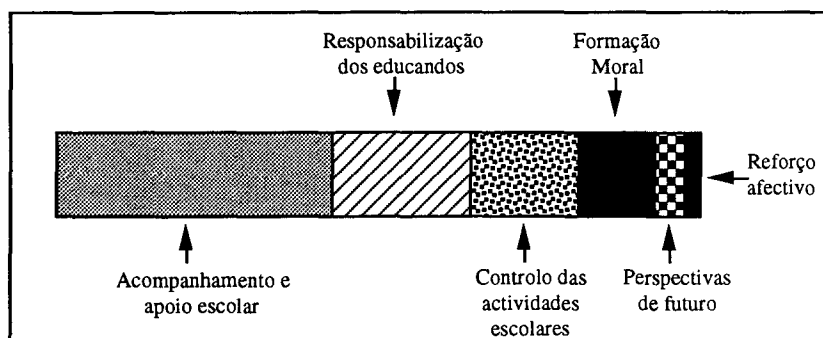 Responsabilização
dos educandos
Formação
Moral
Reforço
afectivo
Acompanhamento e
apoio escolar
Controlo das
actividades
escolares
Perspectivas
de futuro